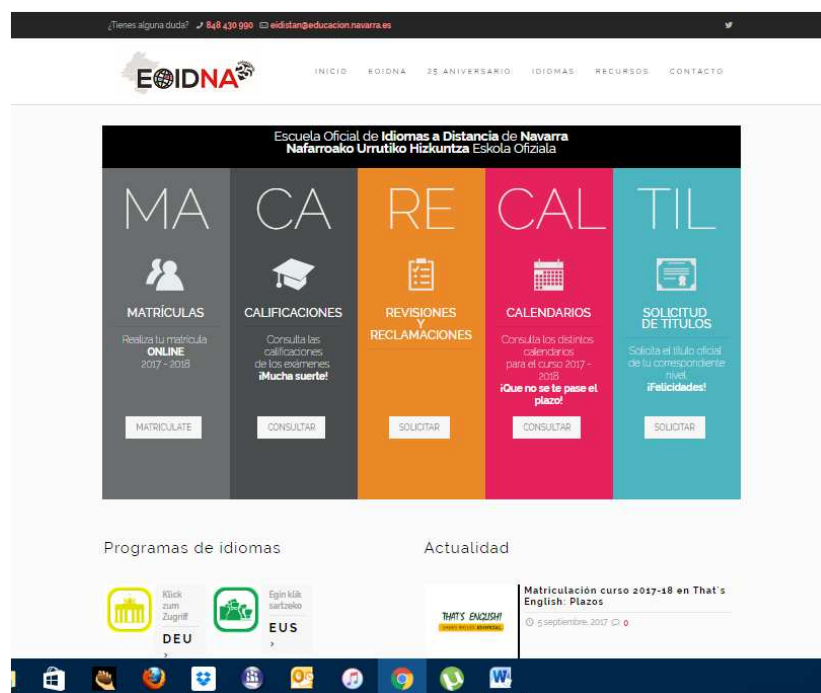 ¿Tienes alguna duda? 848 430 990 eidistan@educacion.navarra.es
EOIDNA
INICIO EOIDNA 25 ANIVERSARIO IDIOMAS RECURSOS CONTACTO
Escuela Oficial de Idiomas a Distancia de Navarra
Nafarroako Urrutiko Hizkuntza Eskola Ofiziala
MA
MATRÍCULAS
Realiza tu matrícula
ONLINE
2017 - 2018
MATRICÚLATE
CA
CALIFICACIONES
Consulta las
calificaciones
de los exámenes
¡Mucha suerte!
CONSULTAR
RE
REVISIONES
Y
RECLAMACIONES
SOLICITAR
CAL
CALENDARIOS
Consulta los distintos
calendarios
para el curso 2017 -
2018
¡Que no se te pase el
plazo!
CONSULTAR
TIL
SOLICITUD
DE TÍTULOS
Solicita el título oficial
de tu correspondiente
nivel
¡Felicidades!
SOLICITAR
Programas de idiomas
Klick
zum
Zugriff
DEU
›
Egin klik
sartzeko
EUS
›
Actualidad
THAT'S ENGLISH!
Matriculación curso 2017-18 en That's
English: Plazos
5 septiembre, 2017 0